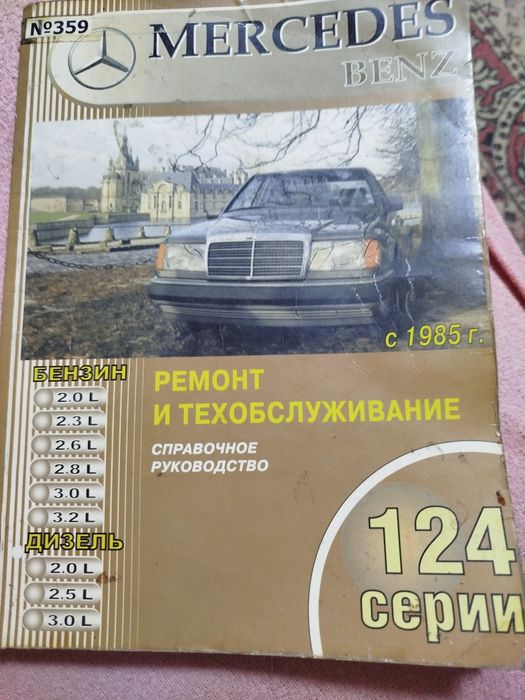 №359
MERCEDES
BENZ
с 1985 г.
БЕНЗИН
2.0 L
2.3 L
2.6 L
2.8 L
3.0 L
3.2 L
ДИЗЕЛЬ
2.0 L
2.5 L
3.0 L
РЕМОНТ
И ТЕХОБСЛУЖИВАНИЕ
СПРАВОЧНОЕ
РУКОВОДСТВО
124
серии